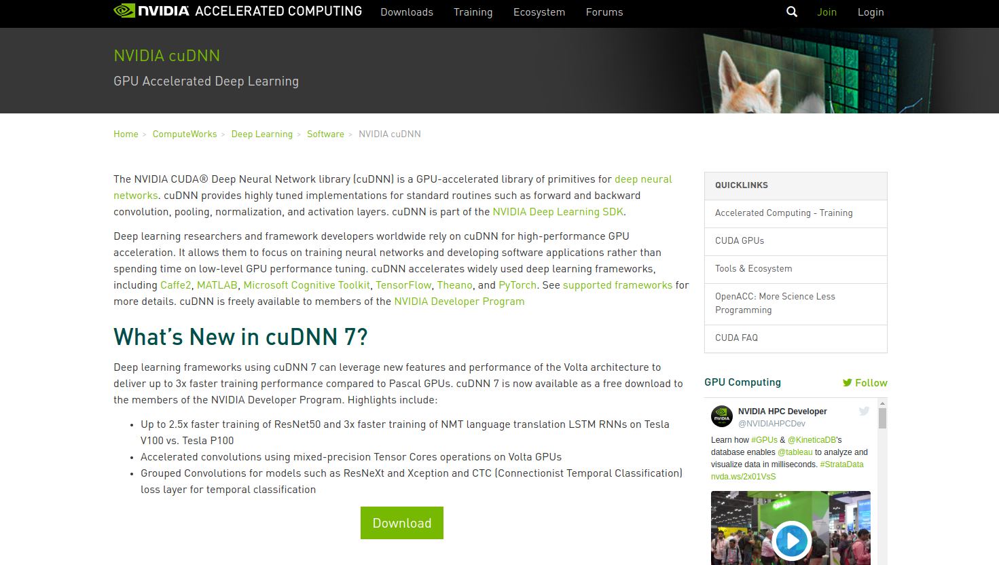 NVIDIA ACCELERATED COMPUTING Downloads Training Ecosystem Forums Join Login
NVIDIA cuDNN
GPU Accelerated Deep Learning
Home > ComputeWorks > Deep Learning > Software > NVIDIA cuDNN
The NVIDIA CUDA® Deep Neural Network library (cuDNN) is a GPU-accelerated library of primitives for deep neural
networks. cuDNN provides highly tuned implementations for standard routines such as forward and backward
convolution, pooling, normalization, and activation layers. cuDNN is part of the NVIDIA Deep Learning SDK.
Deep learning researchers and framework developers worldwide rely on cuDNN for high-performance GPU
acceleration. It allows them to focus on training neural networks and developing software applications rather than
spending time on low-level GPU performance tuning. cuDNN accelerates widely used deep learning frameworks,
including Caffe2, MATLAB, Microsoft Cognitive Toolkit, TensorFlow, Theano, and PyTorch. See supported frameworks for
more details. cuDNN is freely available to members of the NVIDIA Developer Program
What's New in cuDNN 7?
Deep learning frameworks using cuDNN 7 can leverage new features and performance of the Volta architecture to
deliver up to 3x faster training performance compared to Pascal GPUs. cuDNN 7 is now available as a free download to
the members of the NVIDIA Developer Program. Highlights include:
• Up to 2.5x faster training of ResNet50 and 3x faster training of NMT language translation LSTM RNNs on Tesla
V100 vs. Tesla P100
• Accelerated convolutions using mixed-precision Tensor Cores operations on Volta GPUs
• Grouped Convolutions for models such as ResNeXt and Xception and CTC (Connectionist Temporal Classification)
loss layer for temporal classification
Download
QUICKLINKS
Accelerated Computing - Training
CUDA GPUs
Tools & Ecosystem
OpenACC: More Science Less
Programming
CUDA FAQ
GPU Computing Follow
NVIDIA HPC Developer
@NVIDIAHPCDev
Learn how #GPUs & @KineticaDB's
database enables @tableau to analyze and
visualize data in milliseconds. #StrataData
nvda.ws/2x01VsS